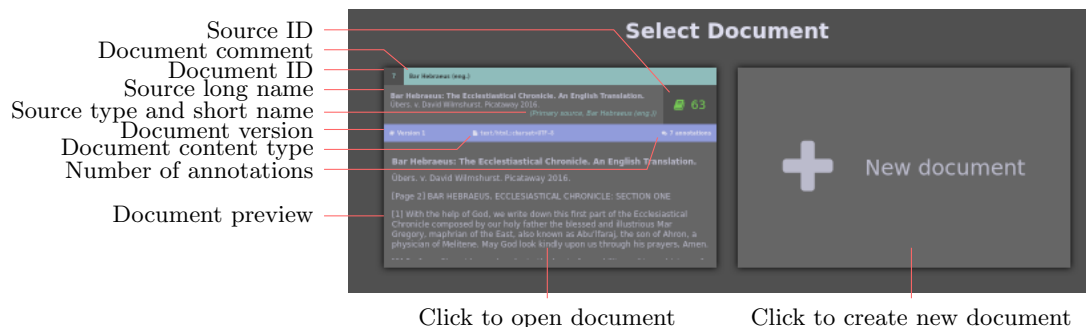 Source ID
Document comment
Document ID
Source long name
Source type and short name
Document version
Document content type
Number of annotations
Document preview
Select Document
7 Bar Hebraeus (eng.)
Bar Hebraeus: The Ecclestiastical Chronicle. An English Translation.
Übers. v. David Wilmshurst. Picataway 2016.
(Primary source, Bar Hebraeus (eng.))
63
# Version 1 text/html;charset=UTF-8 7 annotations
Bar Hebraeus: The Ecclestiastical Chronicle. An English Translation.
Übers. v. David Wilmshurst. Picataway 2016.
[Page 2] BAR HEBRAEUS. ECCLESIASTICAL CHRONICLE: SECTION ONE
[1] With the help of God, we write down this first part of the Ecclesiastical
Chronicle composed by our holy father the blessed and illustrious Mar
Gregory, maphrian of the East, also known as Abu'lfaraj, the son of Ahron, a
physician of Melitene. May God look kindly upon us through his prayers. Amen.
New document
Click to open document
Click to create new document